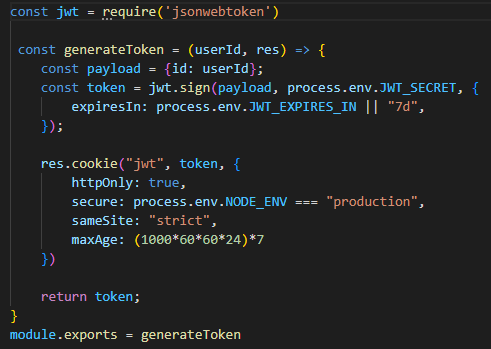 const jwt = require('jsonwebtoken')
const generateToken = (userId, res) => {
const payload = {id: userId};
const token = jwt.sign(payload, process.env.JWT_SECRET, {
expiresIn: process.env.JWT_EXPIRES_IN || "7d",
});
res.cookie("jwt", token, {
httpOnly: true,
secure: process.env.NODE_ENV === "production",
sameSite: "strict",
maxAge: (1000*60*60*24)*7
})
return token;
}
module.exports = generateToken